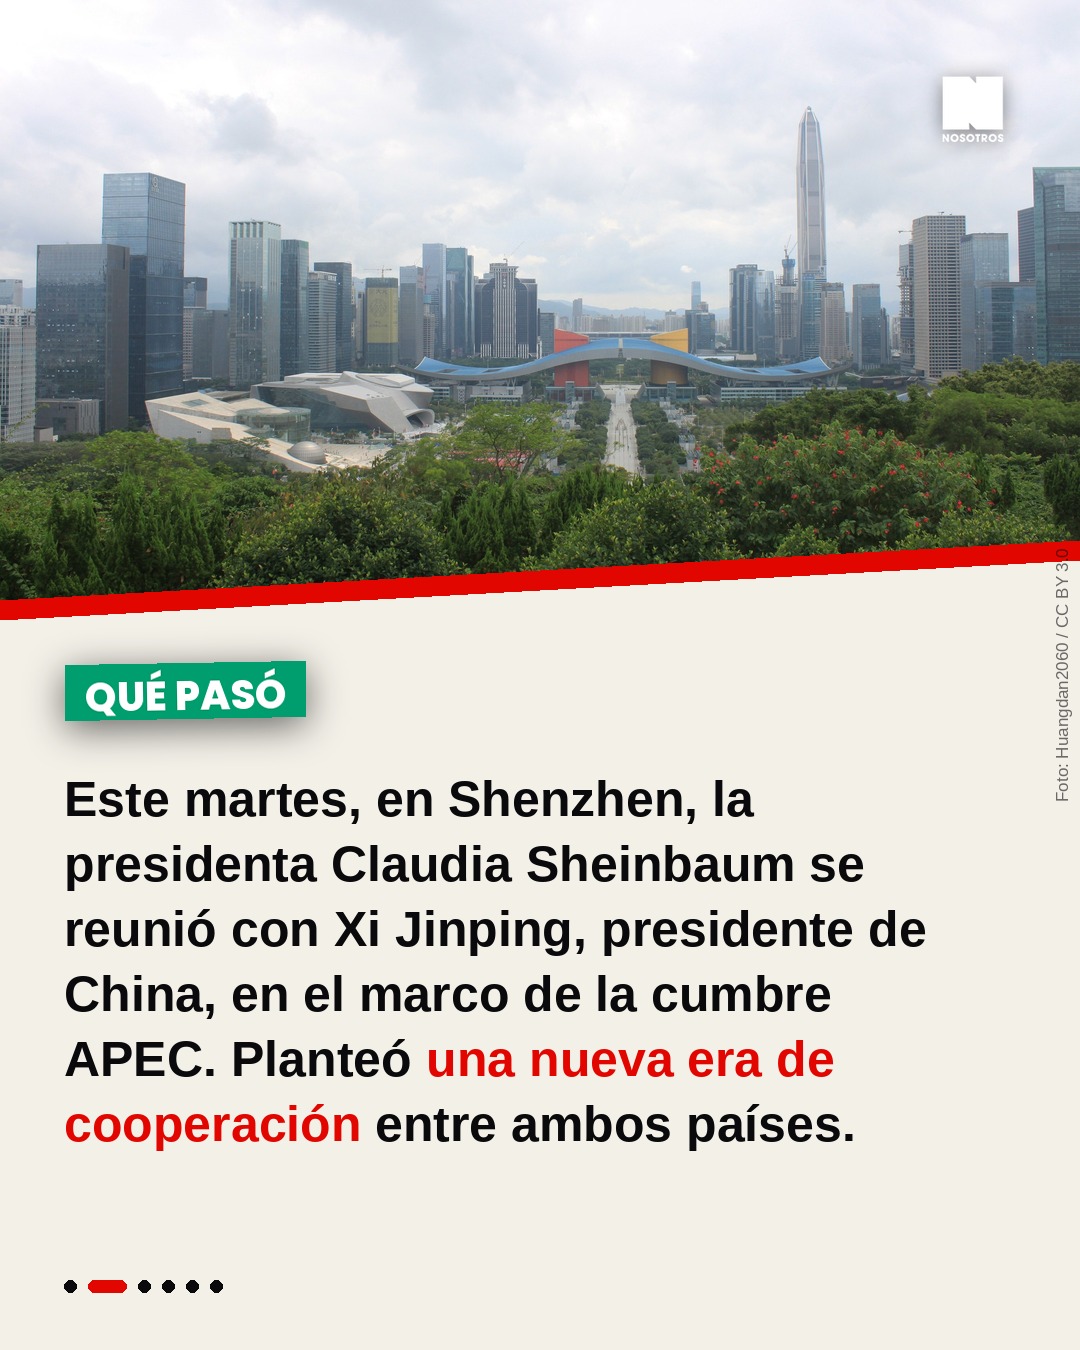 NOSOTROS
Foto: Huangdan2060 / CC BY 3.0
QUÉ PASÓ
Este martes, en Shenzhen, la
presidenta Claudia Sheinbaum se
reunió con Xi Jinping, presidente de
China, en el marco de la cumbre
APEC. Planteó una nueva era de
cooperación entre ambos países.